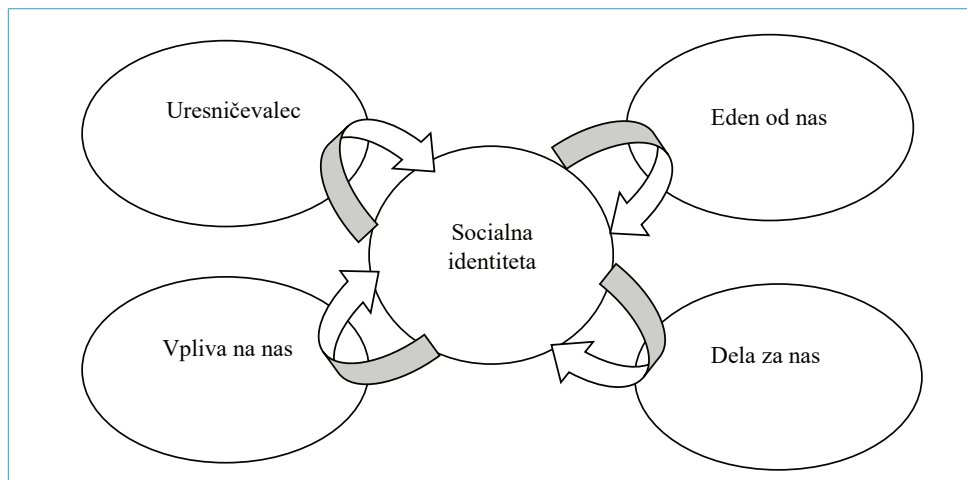 Uresničevalec
Eden od nas
Socialna
identiteta
Vpliva na nas
Dela za nas